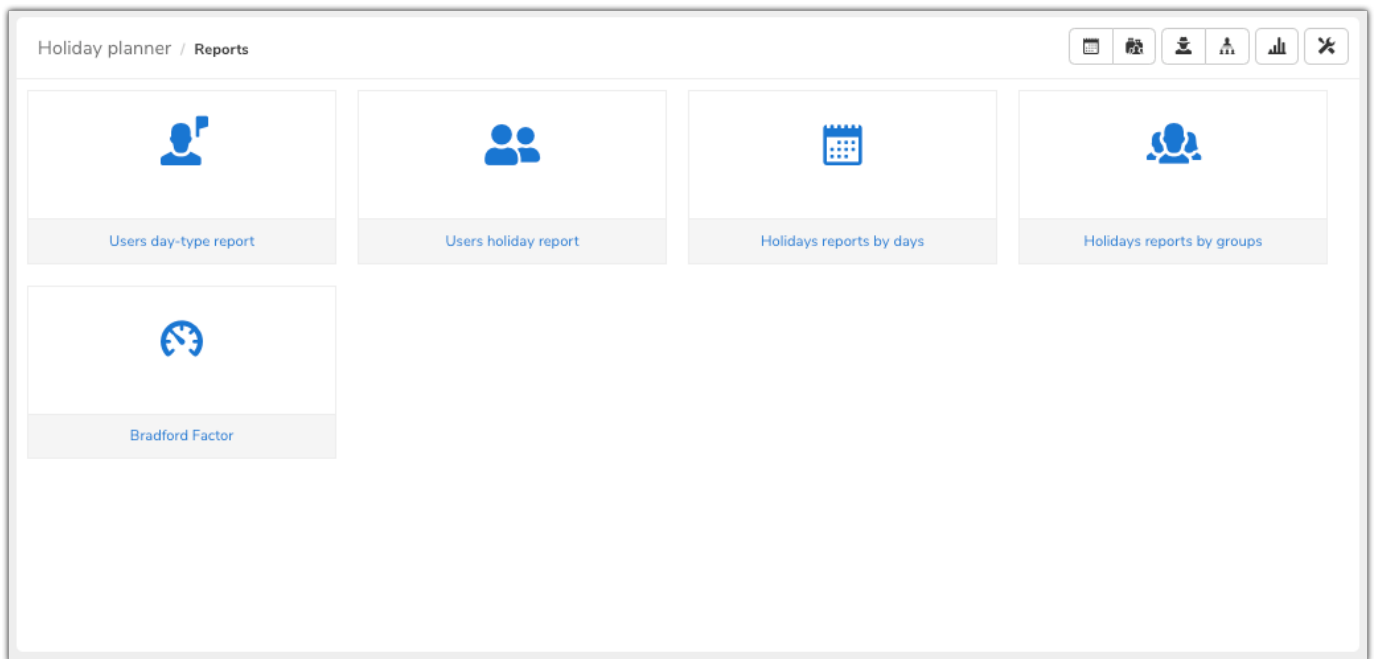 Holiday planner / Reports
Users day-type report
Users holiday report
Holidays reports by days
Holidays reports by groups
Bradford Factor